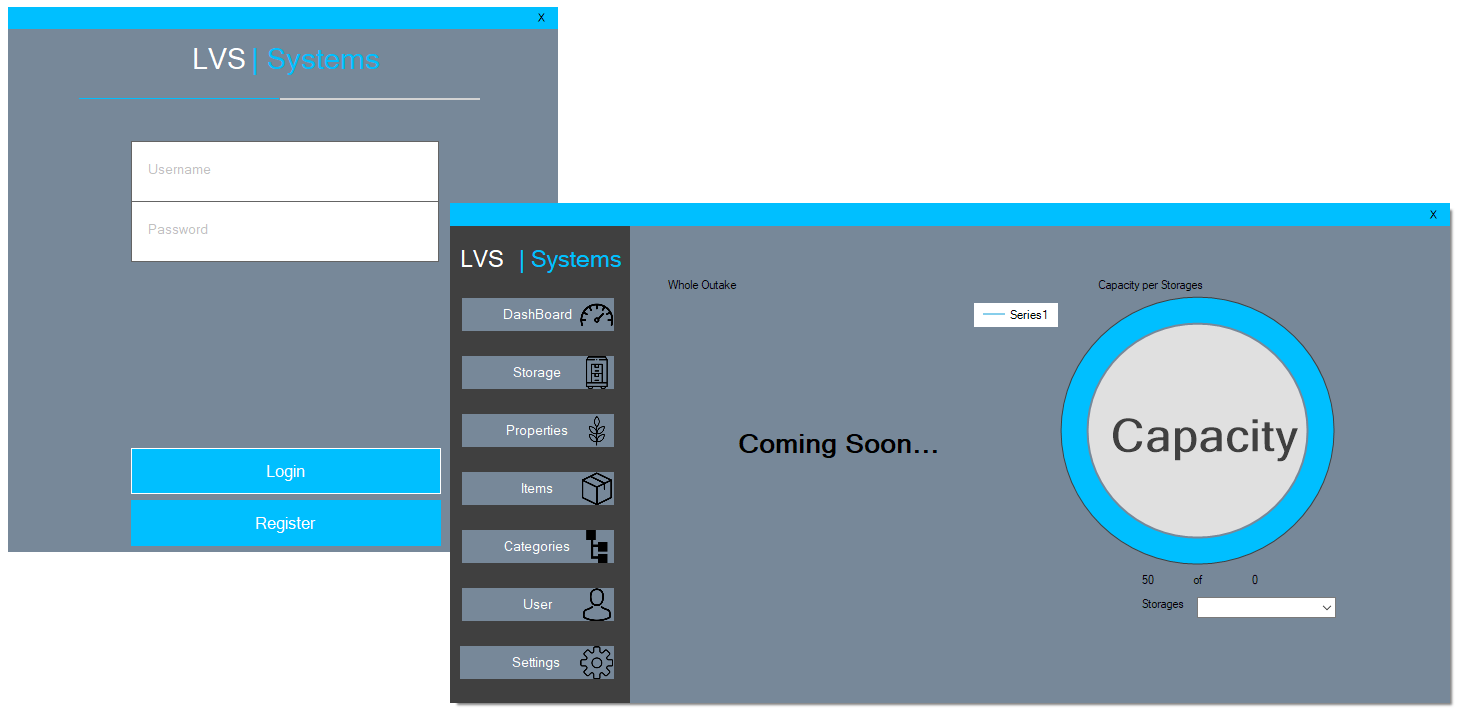 X
LVS | Systems
Username
Password
Login
Register
X
LVS | Systems
DashBoard
Storage
Properties
Items
Categories
User
Settings
Whole Outake
Series1
Coming Soon...
Capacity per Storages
Capacity
50 of 0
Storages